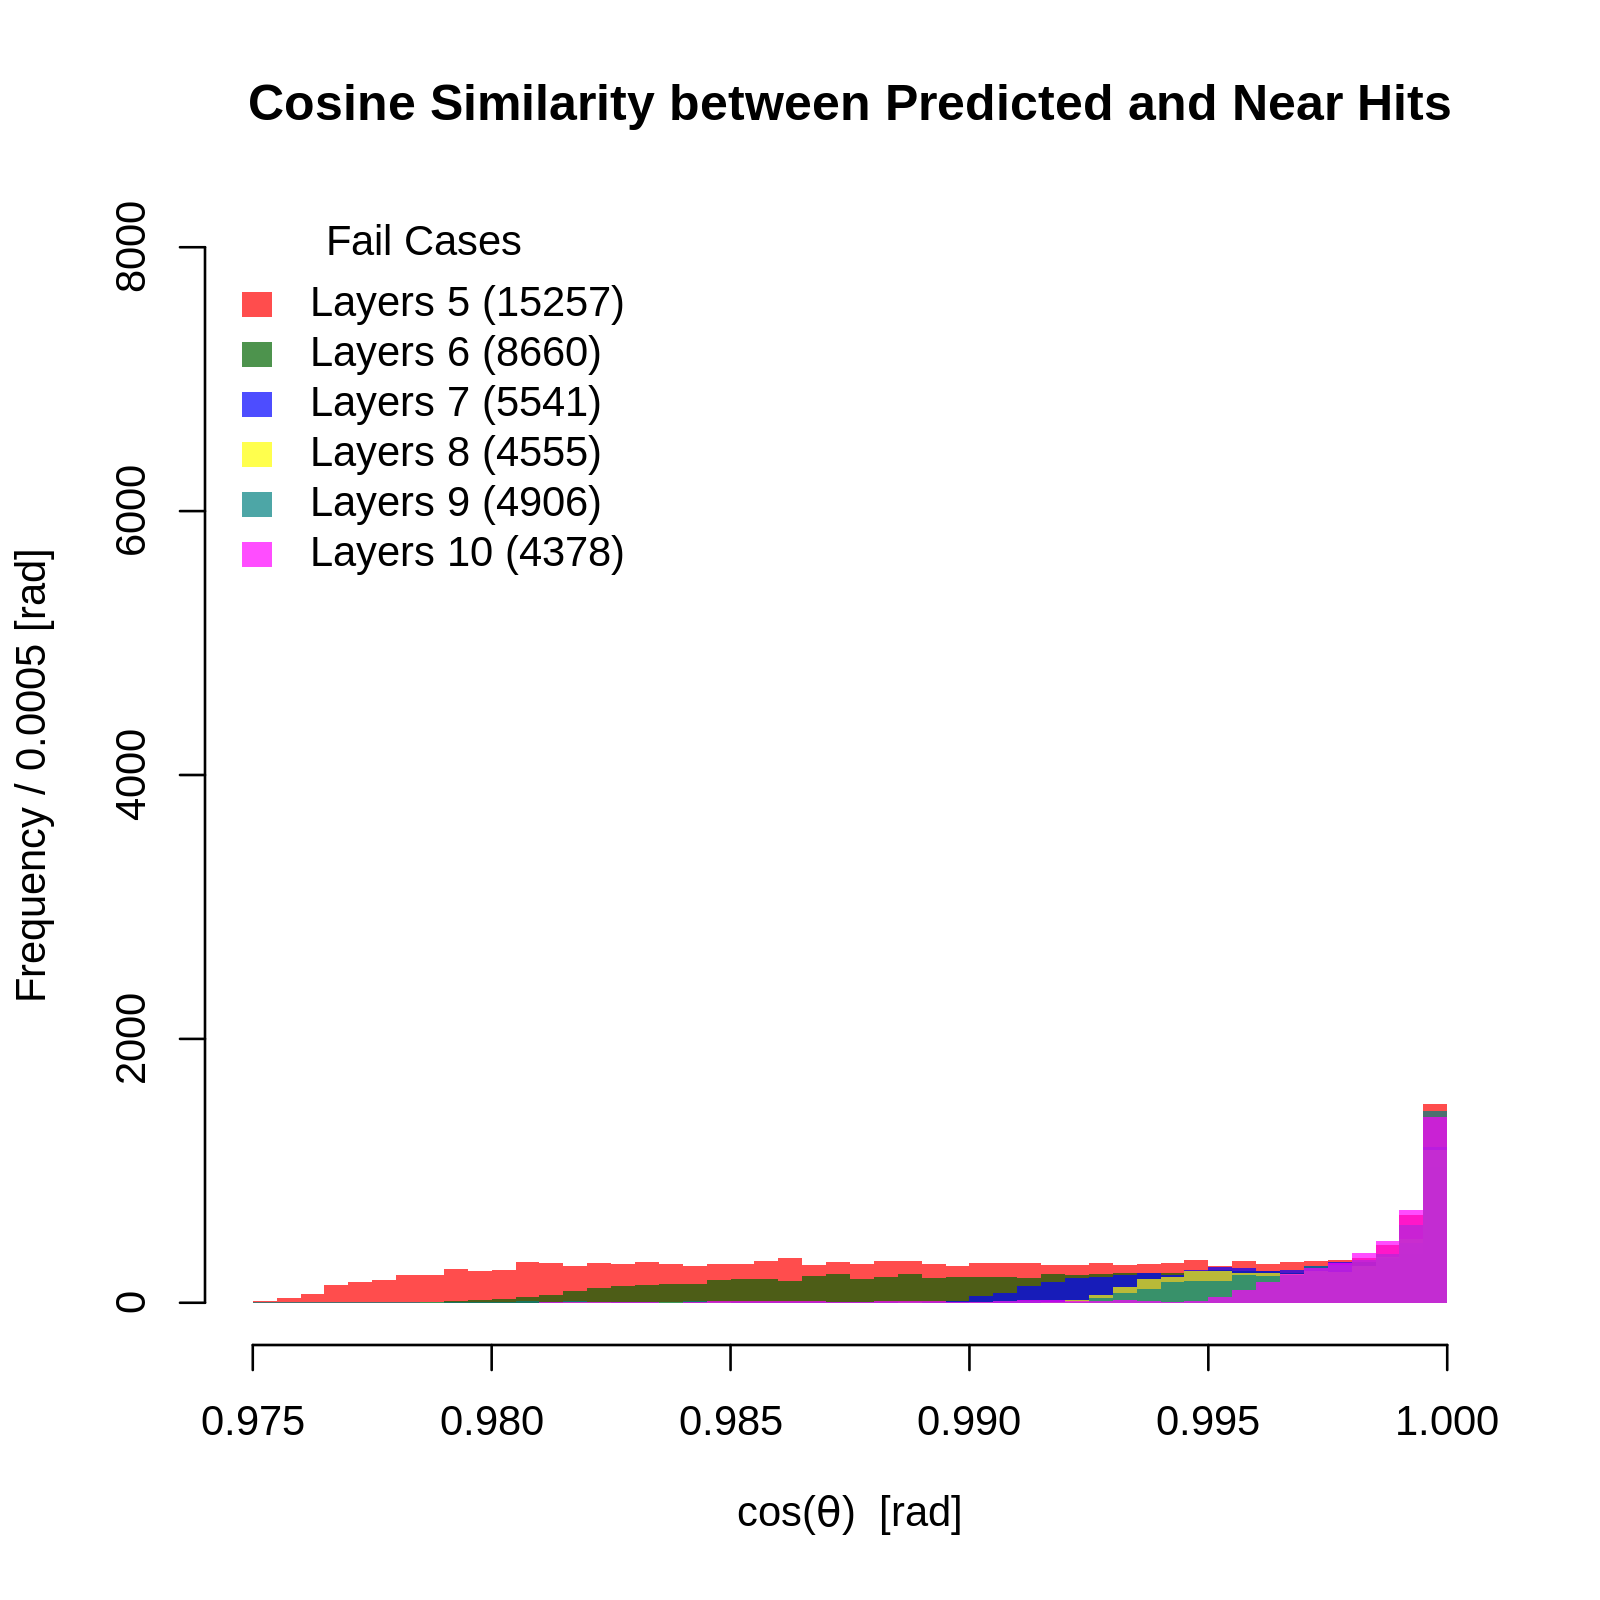 Cosine Similarity between Predicted and Near Hits
Fail Cases
Layers 5 (15257)
Layers 6 (8660)
Layers 7 (5541)
Layers 8 (4555)
Layers 9 (4906)
Layers 10 (4378)
Frequency / 0.0005 [rad]
8000
6000
4000
2000
0
0.975 0.980 0.985 0.990 0.995 1.000
cos(θ) [rad]